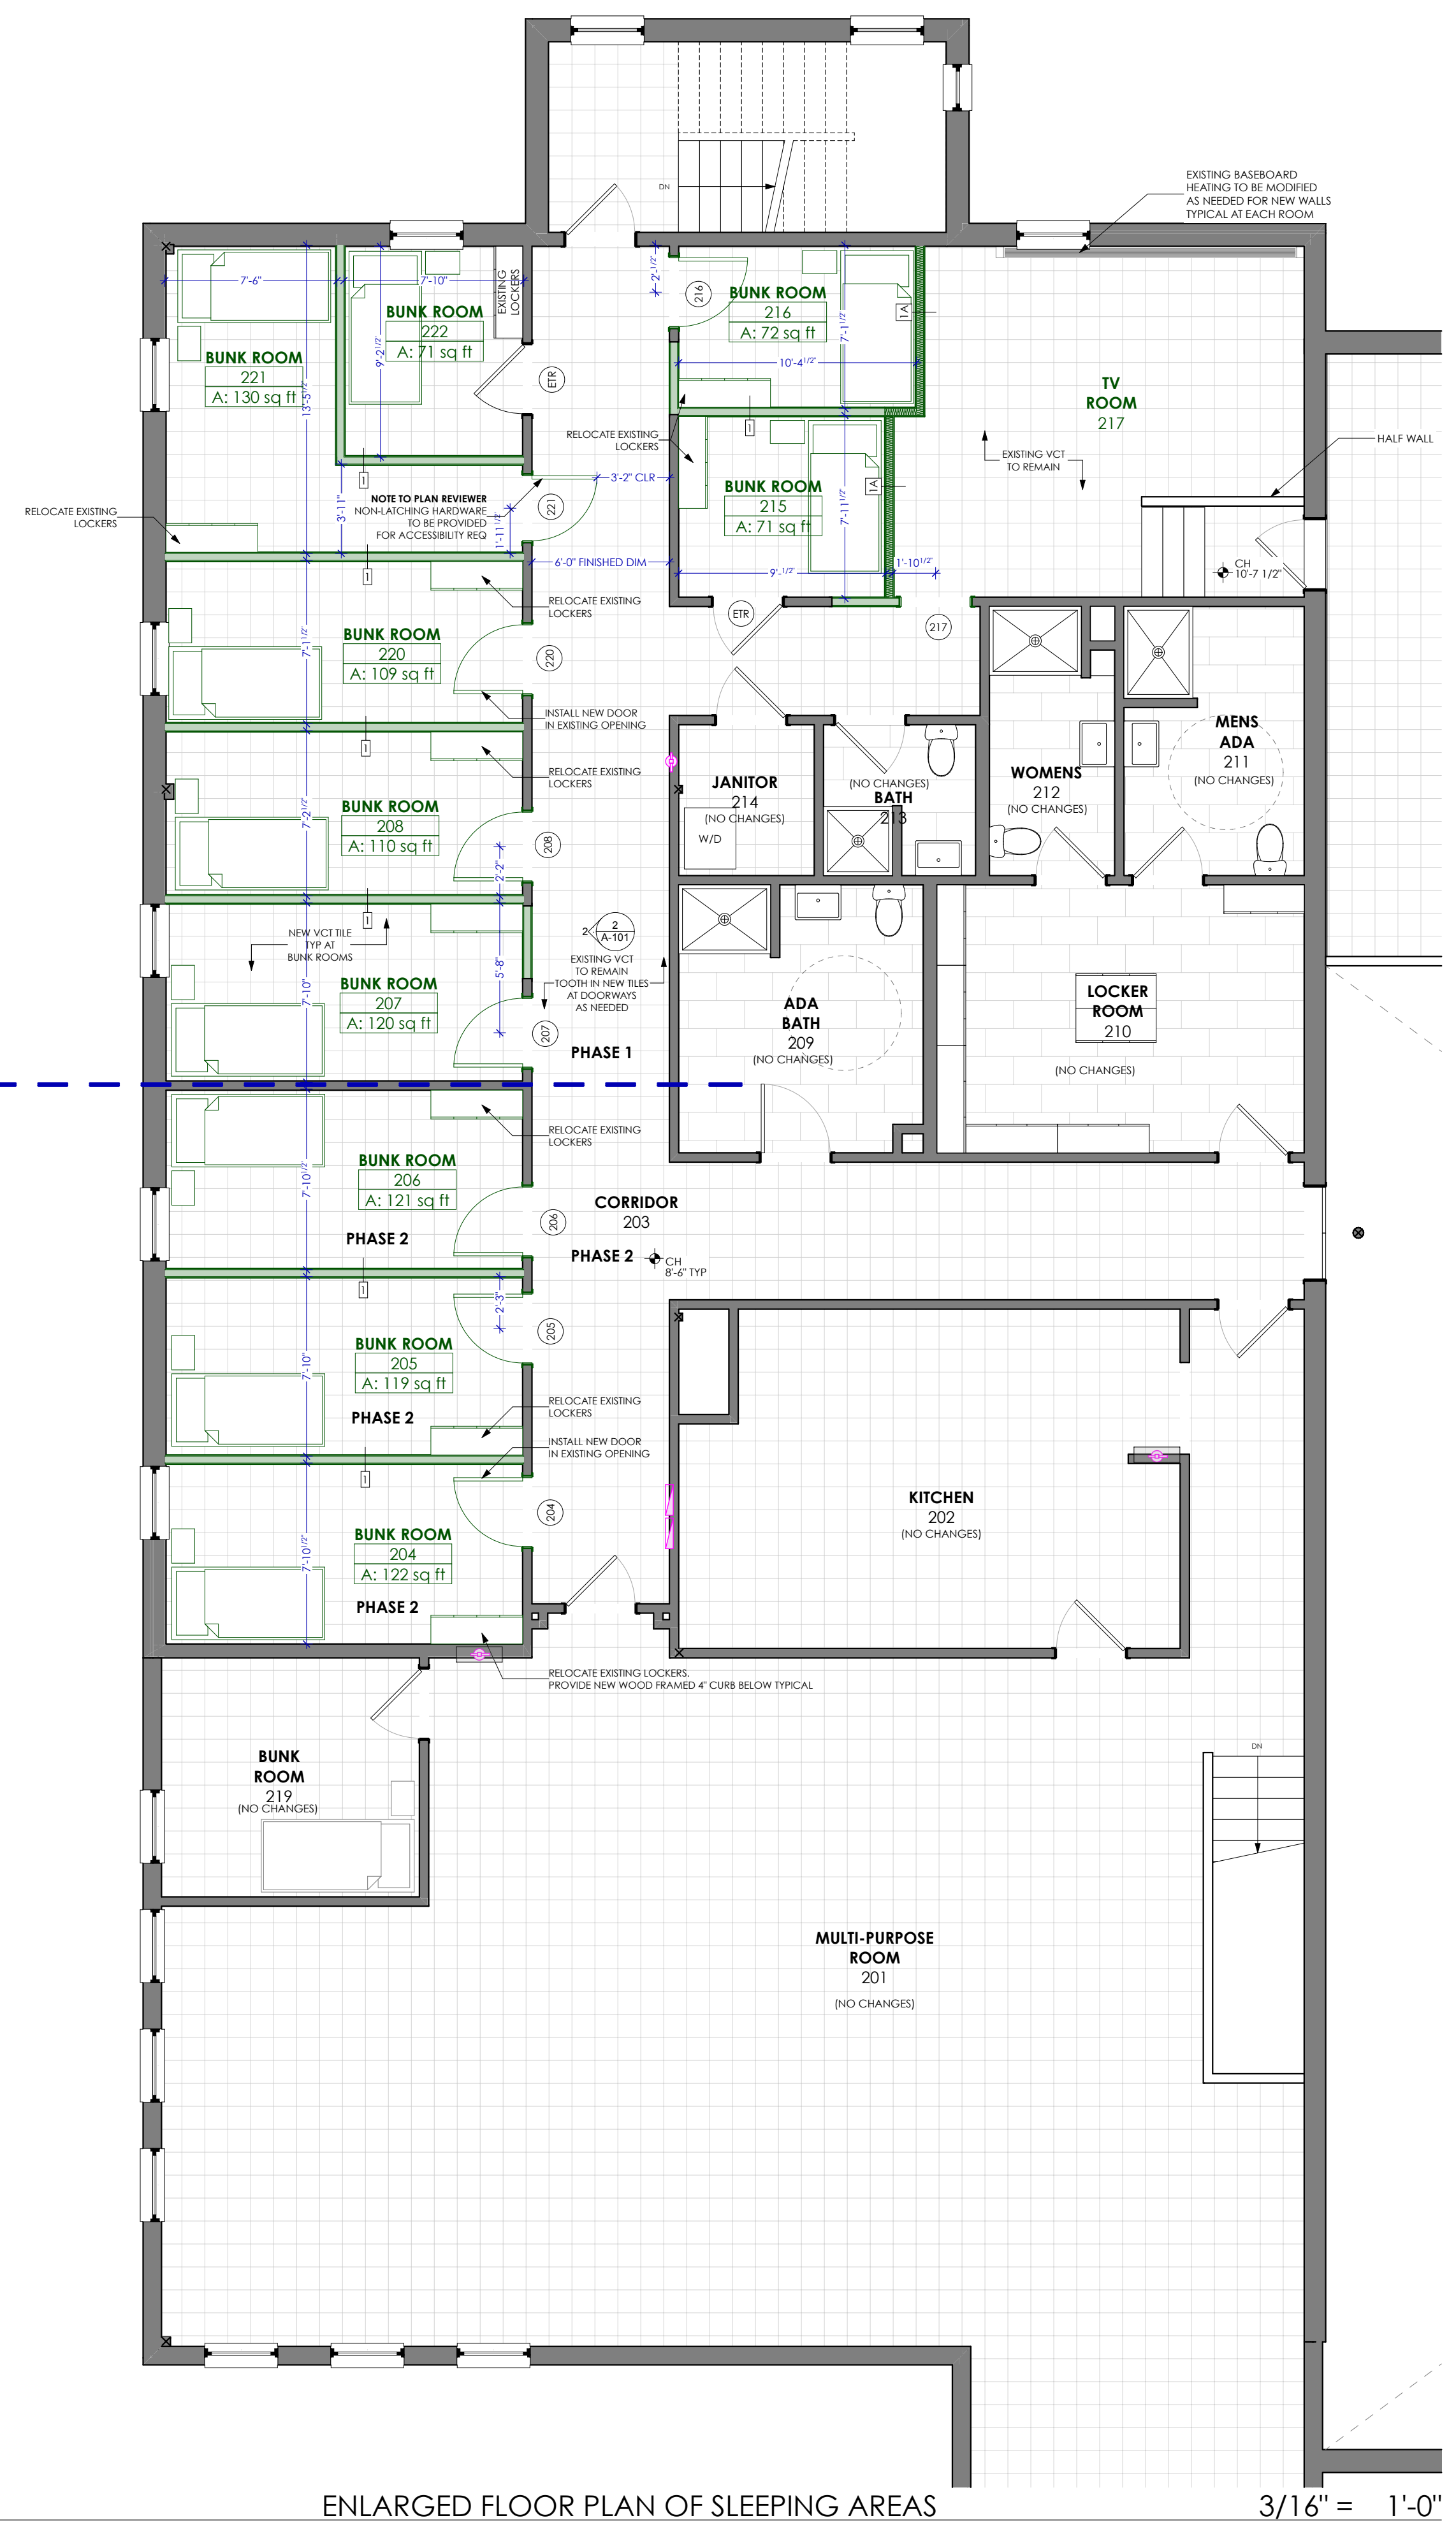 EXISTING BASEBOARD
HEATING TO BE MODIFIED
AS NEEDED FOR NEW WALLS
TYPICAL AT EACH ROOM
DN
7'-6"
7'-10"
EXISTING
LOCKERS
BUNK ROOM
222
A: 71 sq ft
9'-2 1/2"
BUNK ROOM
221
A: 130 sq ft
13'-5 1/2"
2'-1/2"
216
BUNK ROOM
216
A: 72 sq ft
7'-1 1/2"
1A
10'-4 1/2"
ETR
TV
ROOM
217
HALF WALL
RELOCATE EXISTING
LOCKERS
1
EXISTING VCT
TO REMAIN
3'-2" CLR
1
1A
BUNK ROOM
215
A: 71 sq ft
7'-11 1/2"
NOTE TO PLAN REVIEWER
NON-LATCHING HARDWARE
TO BE PROVIDED
FOR ACCESSIBILITY REQ
3'-11"
1'-11 1/2"
221
RELOCATE EXISTING
LOCKERS
6'-0" FINISHED DIM
9'-1/2"
1'-10 1/2"
CH
10'-7 1/2"
1
RELOCATE EXISTING
LOCKERS
ETR
217
BUNK ROOM
220
A: 109 sq ft
7'-1 1/2"
220
INSTALL NEW DOOR
IN EXISTING OPENING
1
RELOCATE EXISTING
LOCKERS
MENS
ADA
211
(NO CHANGES)
WOMENS
212
(NO CHANGES)
JANITOR
214
(NO CHANGES)
W/D
(NO CHANGES)
BATH
213
BUNK ROOM
208
A: 110 sq ft
7'-2 1/2"
208
2'-2"
1
NEW VCT TILE
TYP AT
BUNK ROOMS
2
2
A-101
EXISTING VCT
TO REMAIN
TOOTH IN NEW TILES
AT DOORWAYS
AS NEEDED
5'-8"
BUNK ROOM
207
A: 120 sq ft
7'-10"
207
PHASE 1
ADA
BATH
209
(NO CHANGES)
LOCKER
ROOM
210
(NO CHANGES)
RELOCATE EXISTING
LOCKERS
BUNK ROOM
206
A: 121 sq ft
7'-10 1/2"
PHASE 2
206
CORRIDOR
203
PHASE 2
CH
8'-6" TYP
1
2'-3"
205
BUNK ROOM
205
A: 119 sq ft
7'-10"
PHASE 2
RELOCATE EXISTING
LOCKERS
INSTALL NEW DOOR
IN EXISTING OPENING
1
204
BUNK ROOM
204
A: 122 sq ft
7'-10 1/2"
PHASE 2
KITCHEN
202
(NO CHANGES)
RELOCATE EXISTING LOCKERS.
PROVIDE NEW WOOD FRAMED 4" CURB BELOW TYPICAL
BUNK
ROOM
219
(NO CHANGES)
DN
MULTI-PURPOSE
ROOM
201
(NO CHANGES)
ENLARGED FLOOR PLAN OF SLEEPING AREAS
3/16" = 1'-0"